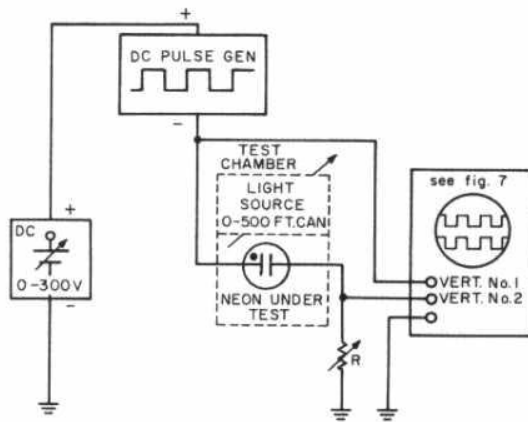 +
DC PULSE GEN
−
TEST
CHAMBER
LIGHT
SOURCE
0-500 FT.CAN
NEON UNDER
TEST
+
DC
0-300V
−
see fig. 7
VERT. No.1
VERT. No.2
R